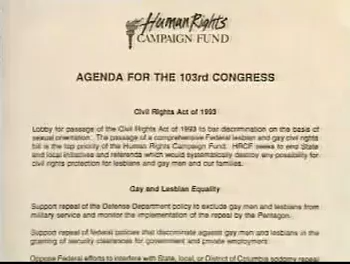 Human Rights
CAMPAIGN FUND
AGENDA FOR THE 103rd CONGRESS
Civil Rights Act of 1993
Lobby for passage of the Civil Rights Act of 1993 to bar discrimination on the basis of
sexual orientation. The passage of a comprehensive Federal lesbian and gay civil rights
bill is the top priority of the Human Rights Campaign Fund. HRCF seeks to end State
and local initiatives and referenda which would systematically destroy any possibility for
civil rights protection for lesbians and gay men and our families.
Gay and Lesbian Equality
Support repeal of the Defense Department policy to exclude gay men and lesbians from
military service and monitor the implementation of the repeal by the Pentagon.
Support repeal of federal policies that discriminate against gay men and lesbians in the
granting of security clearances for government and private employment.
Oppose Federal efforts to interfere with State, local, or District of Columbia sodomy repeal